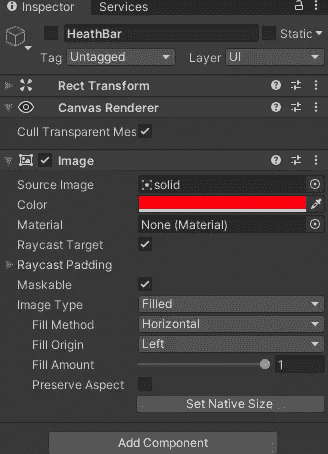 Inspector Services
HeathBar Static
Tag Untagged Layer UI
Rect Transform
Canvas Renderer
Cull Transparent Mes
Image
Source Image solid
Color
Material None (Material)
Raycast Target
Raycast Padding
Maskable
Image Type Filled
Fill Method Horizontal
Fill Origin Left
Fill Amount 1
Preserve Aspect
Set Native Size
Add Component